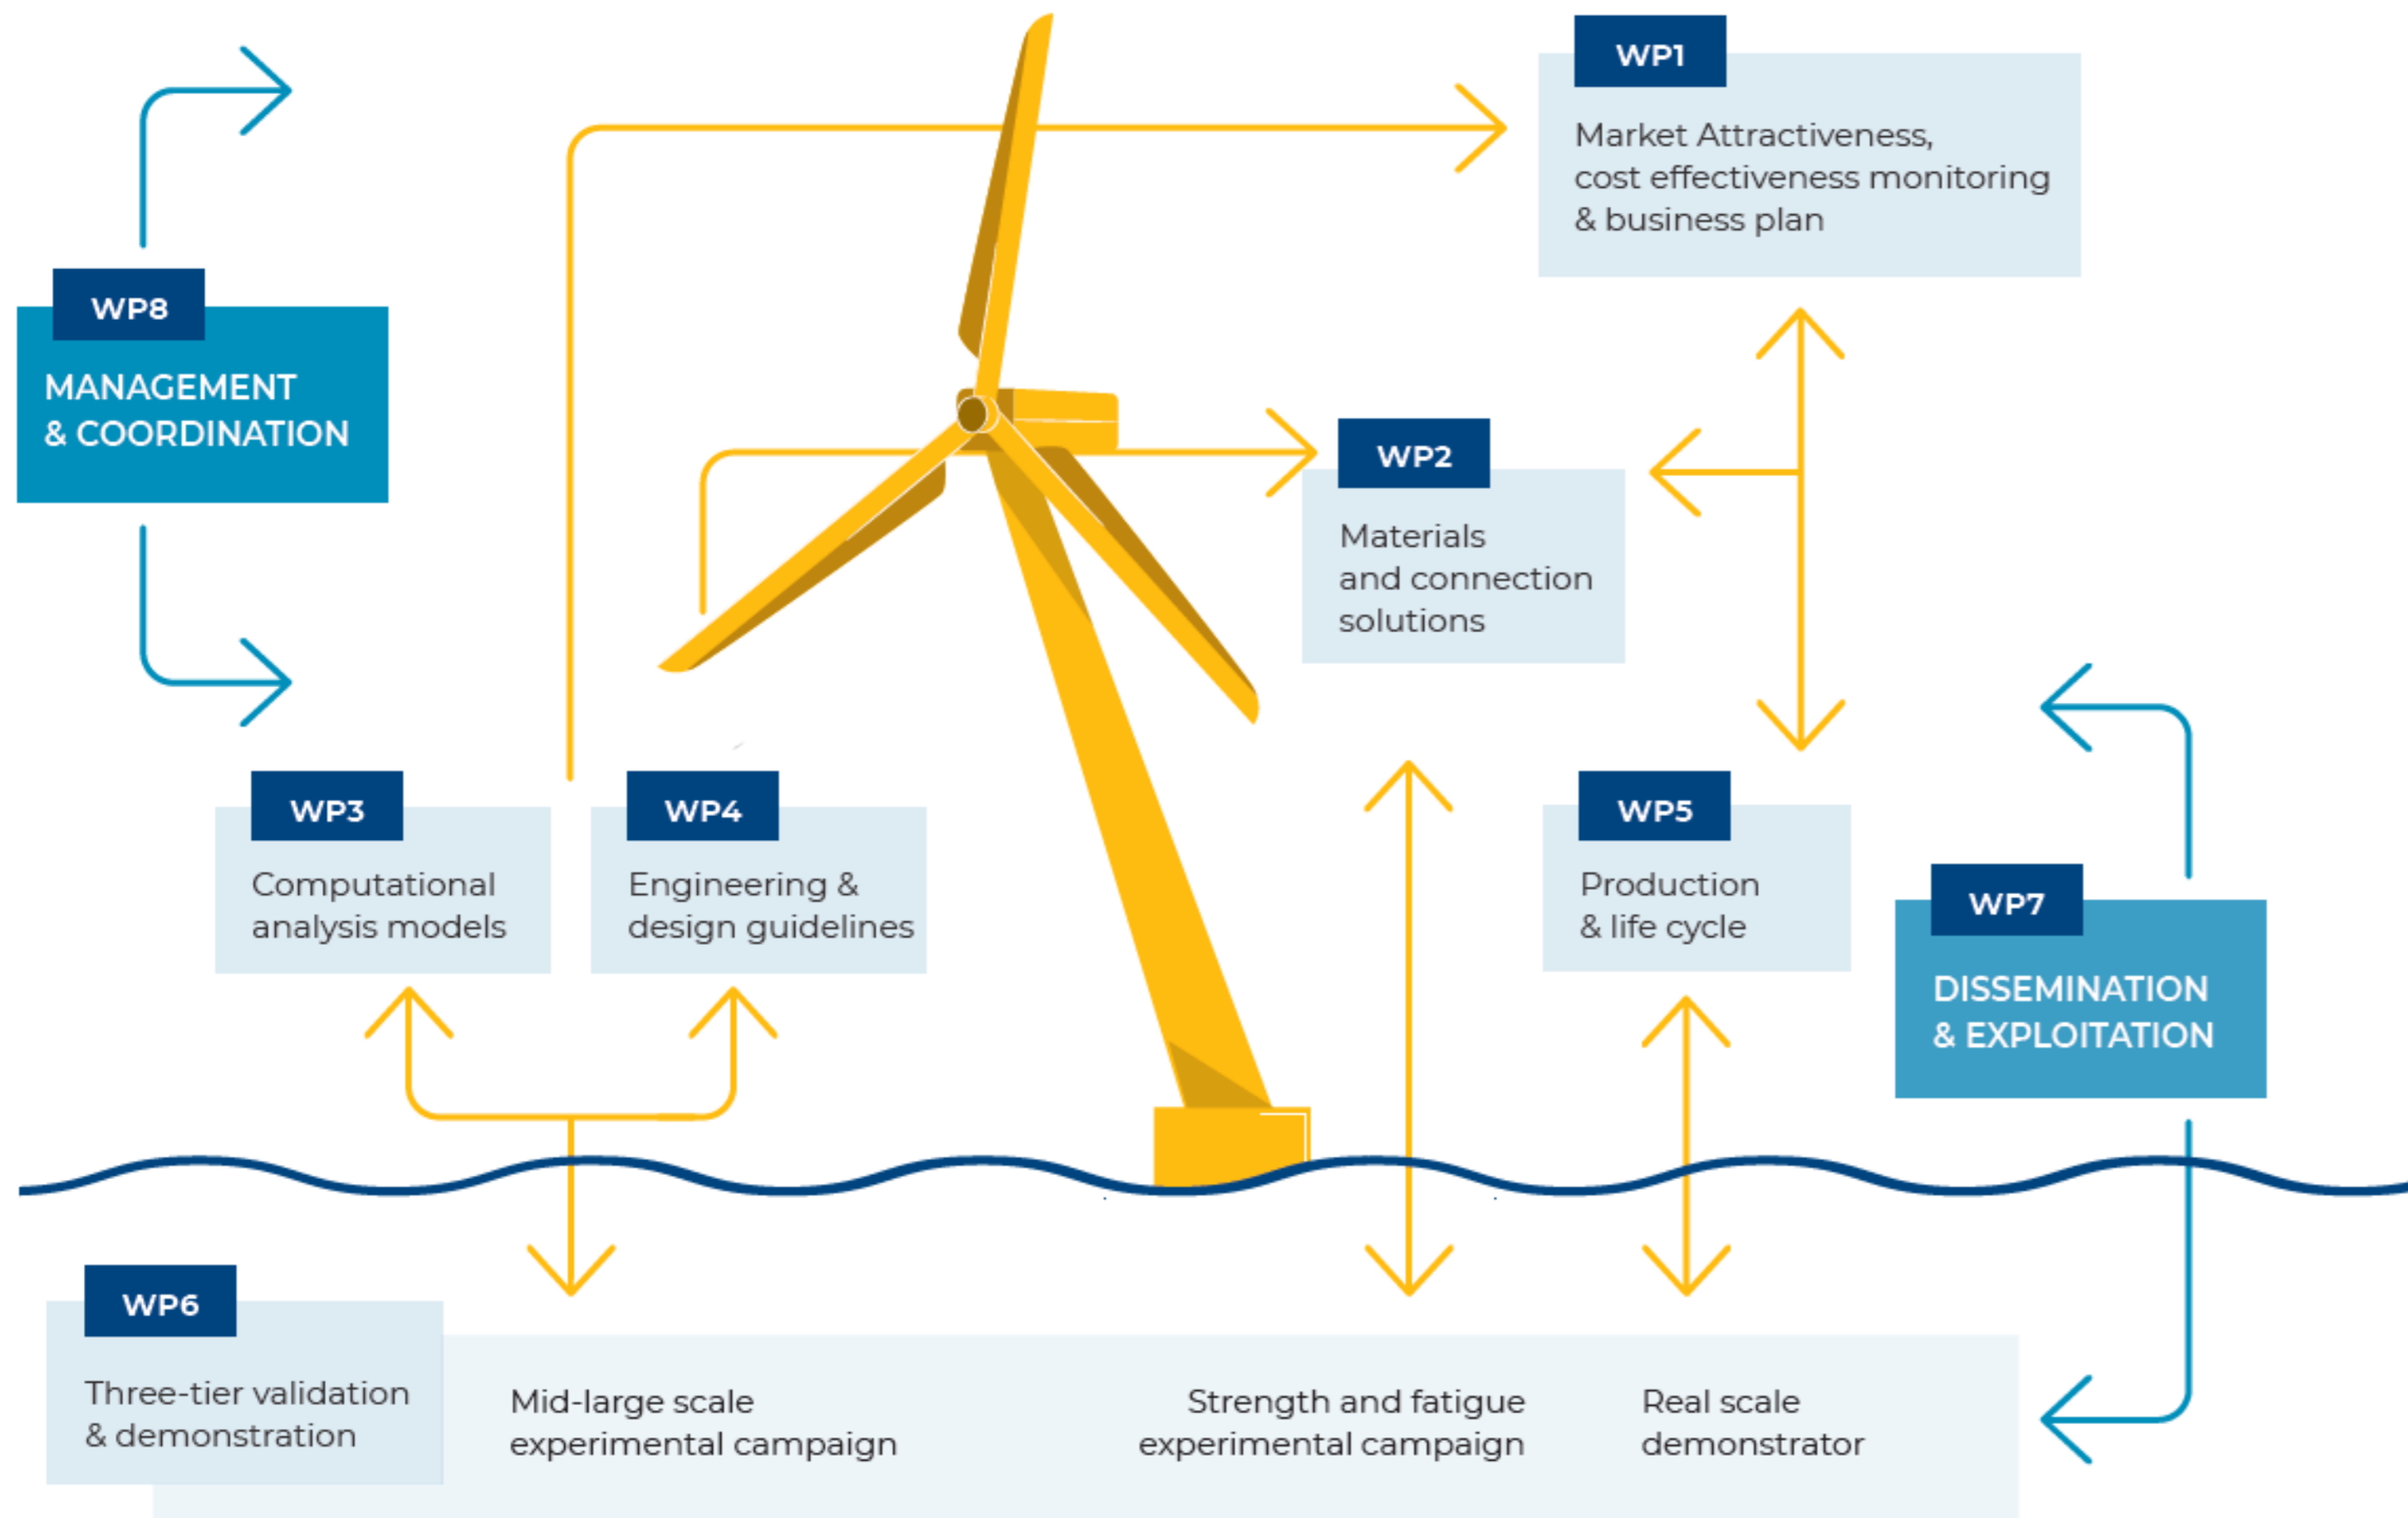 WP1
Market Attractiveness,
cost effectiveness monitoring
& business plan
WP8
MANAGEMENT
& COORDINATION
WP2
Materials
and connection
solutions
WP3
Computational
analysis models
WP4
Engineering &
design guidelines
WP5
Production
& life cycle
WP7
DISSEMINATION
& EXPLOITATION
WP6
Three-tier validation
& demonstration
Mid-large scale
experimental campaign
Strength and fatigue
experimental campaign
Real scale
demonstrator